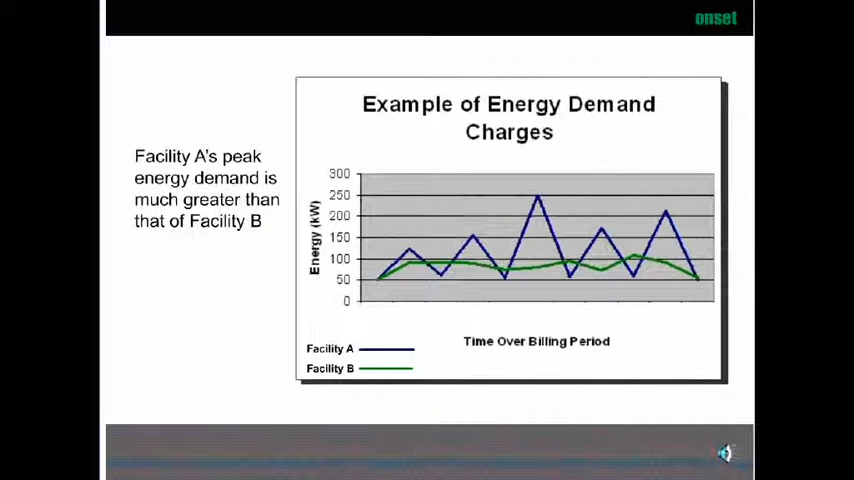 onset
Example of Energy Demand
Charges
Facility A's peak
energy demand is
much greater than
that of Facility B
Energy (kW)
300
250
200
150
100
50
0
Time Over Billing Period
Facility A
Facility B